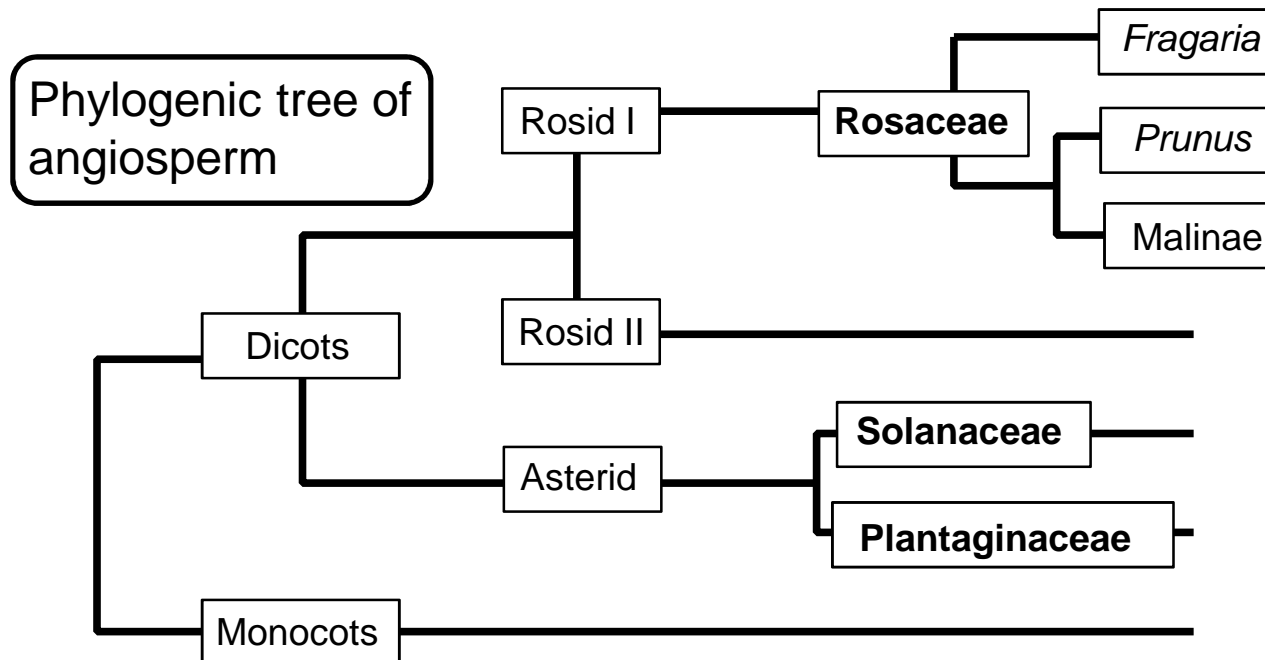 Phylogenic tree of
angiosperm
Fragaria
Rosid I
Rosaceae
Prunus
Malinae
Rosid II
Dicots
Solanaceae
Asterid
Plantaginaceae
Monocots